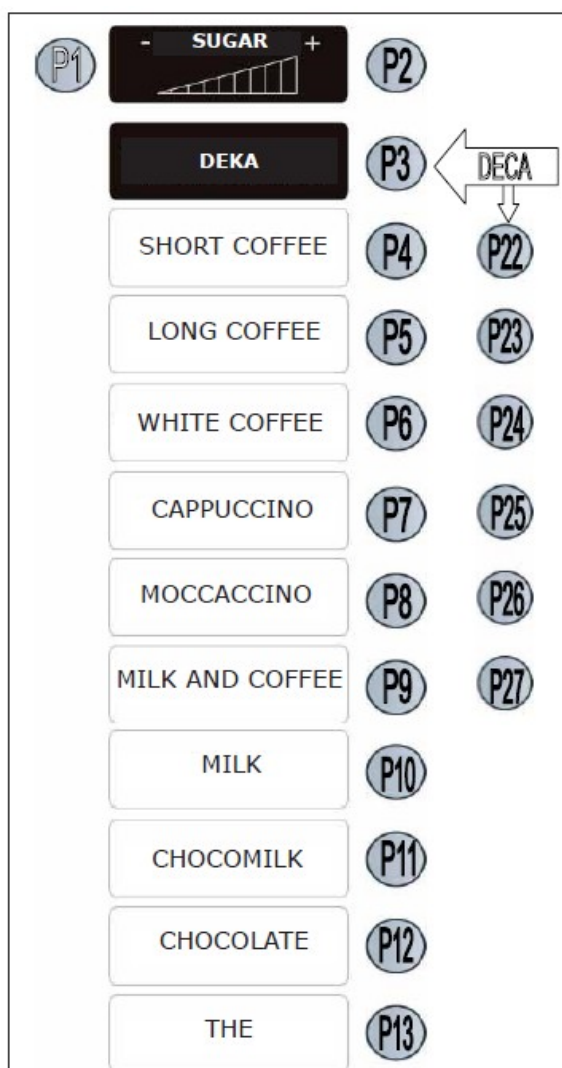 P1 - SUGAR + P2
DEKA P3 DECA
SHORT COFFEE P4 P22
LONG COFFEE P5 P23
WHITE COFFEE P6 P24
CAPPUCCINO P7 P25
MOCCACCINO P8 P26
MILK AND COFFEE P9 P27
MILK P10
CHOCOMILK P11
CHOCOLATE P12
THE P13